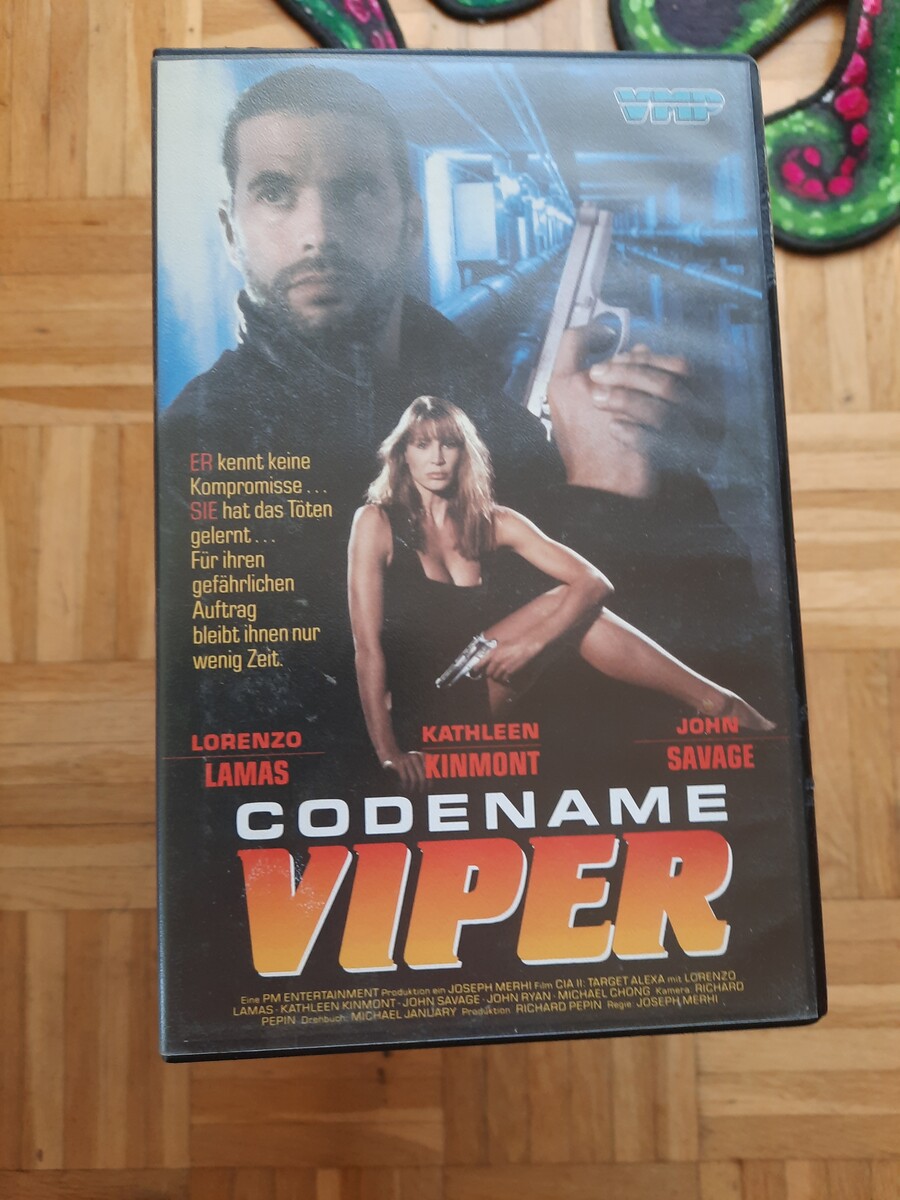 VMP
ER kennt keine
Kompromisse...
SIE hat das Töten
gelernt...
Für ihren
gefährlichen
Auftrag
bleibt ihnen nur
wenig Zeit.
LORENZO
LAMAS
KATHLEEN
KINMONT
JOHN
SAVAGE
CODENAME
VIPER
Eine PM ENTERTAINMENT Produktion ein JOSEPH MERHI Film CIA II: TARGET ALEXA mit LORENZO
LAMAS · KATHLEEN KINMONT · JOHN SAVAGE · JOHN RYAN · MICHAEL CHONG Kamera RICHARD
PEPIN Drehbuch: MICHAEL JANUARY Produktion RICHARD PEPIN Regie JOSEPH MERHI